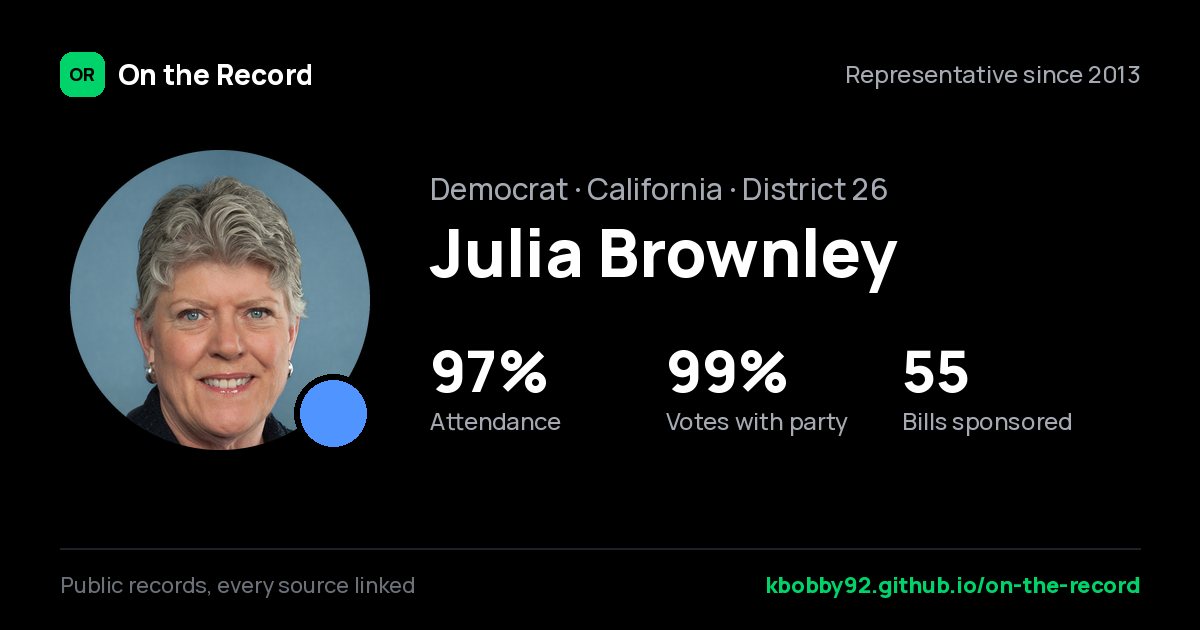 OR On the Record
Representative since 2013
Democrat · California · District 26
Julia Brownley
97% 99% 55
Attendance Votes with party Bills sponsored
Public records, every source linked
kbobby92.github.io/on-the-record